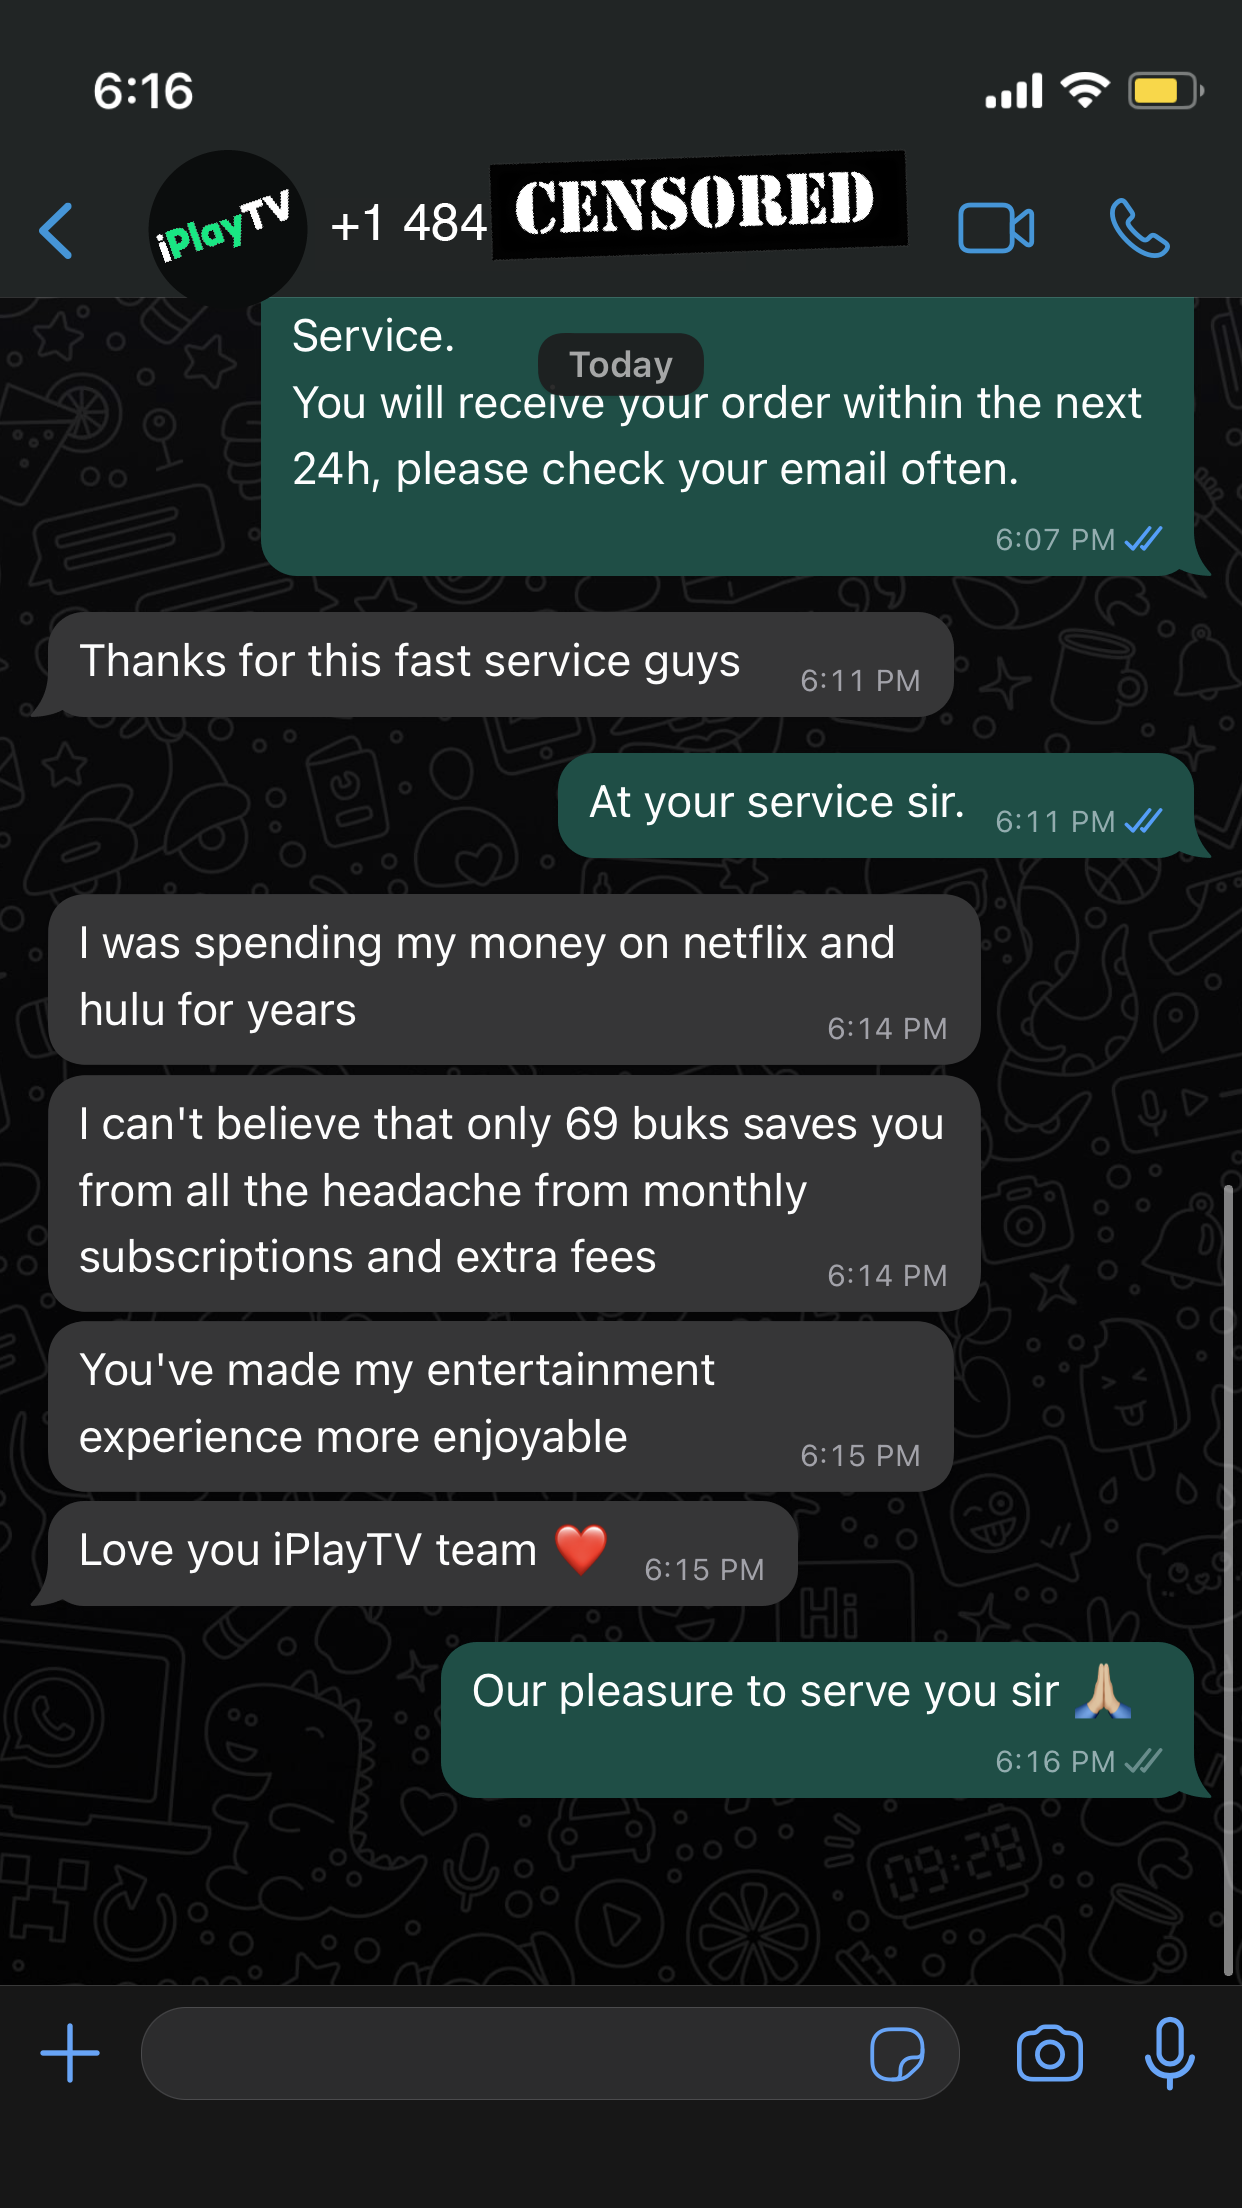 6:16
iPlayTV
+1 484
CENSORED
Service.
Today
You will receive your order within the next
24h, please check your email often.
6:07 PM
Thanks for this fast service guys
6:11 PM
At your service sir.
6:11 PM
I was spending my money on netflix and
hulu for years
6:14 PM
I can't believe that only 69 buks saves you
from all the headache from monthly
subscriptions and extra fees
6:14 PM
You've made my entertainment
experience more enjoyable
6:15 PM
Love you iPlayTV team ❤️
6:15 PM
Hi
Our pleasure to serve you sir 🙏🏼
6:16 PM
09:28